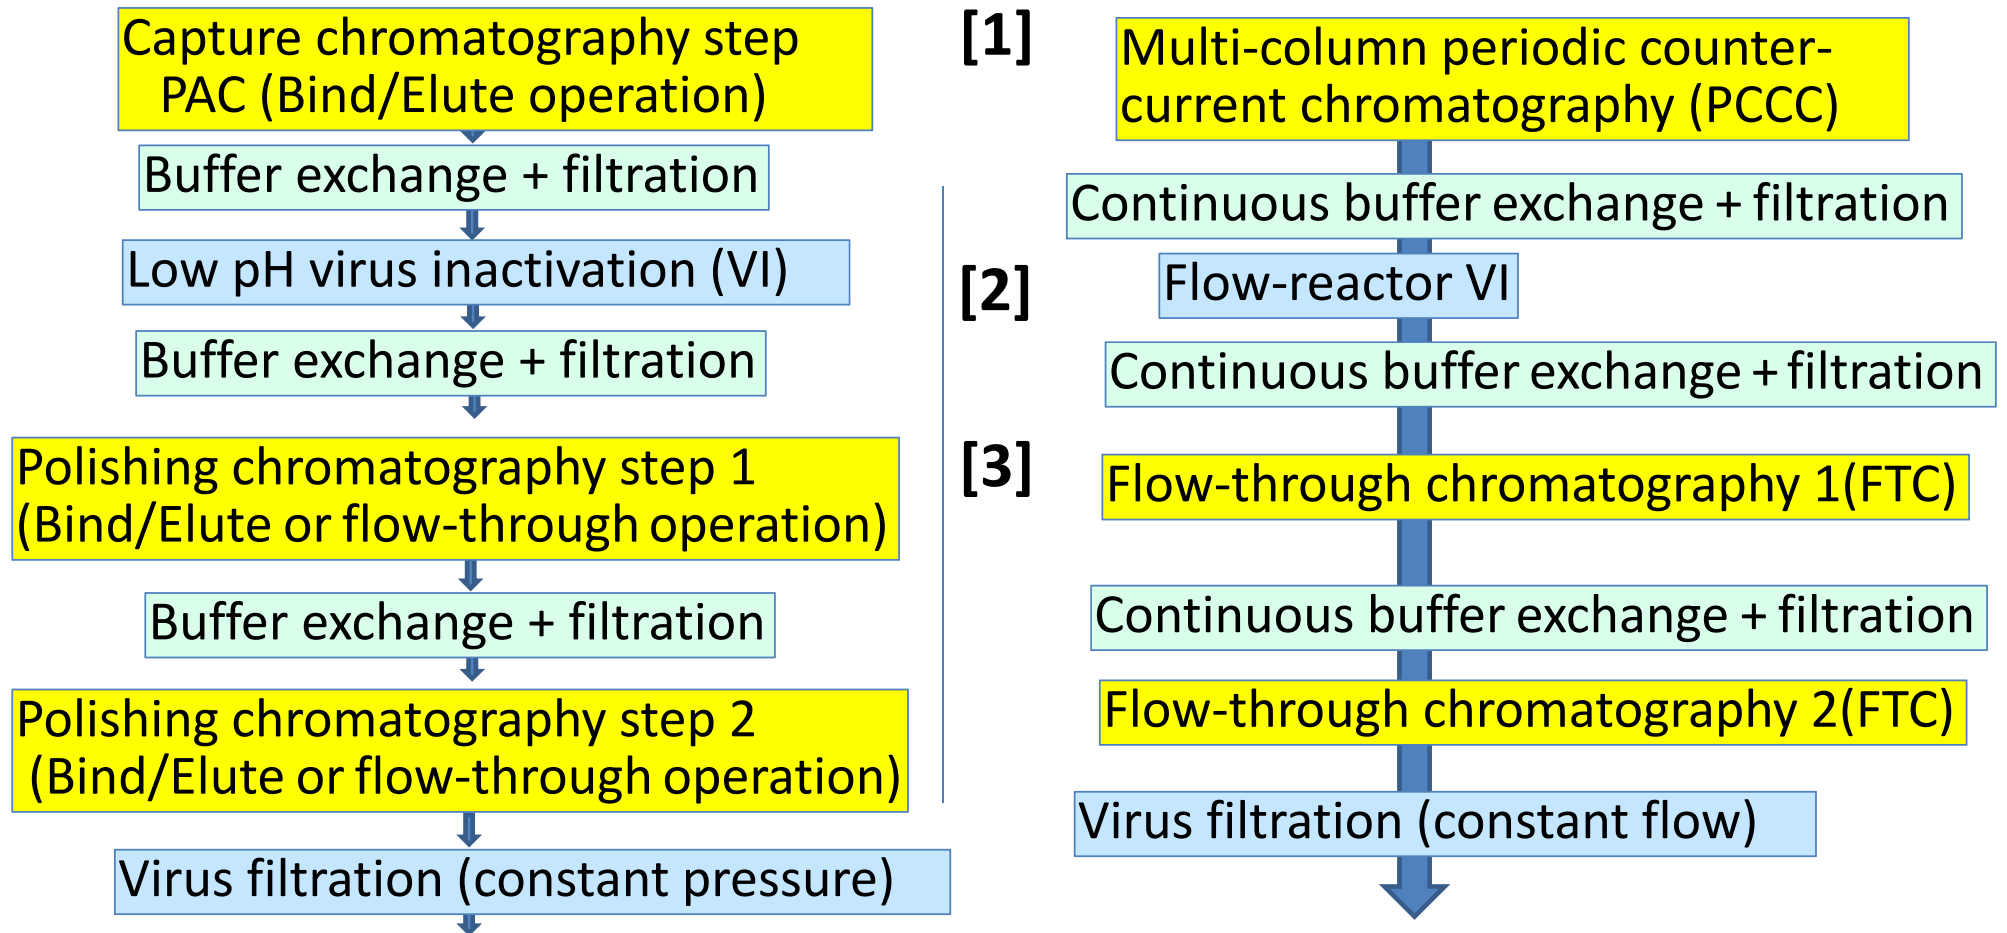 Capture chromatography step
PAC (Bind/Elute operation)
Buffer exchange + filtration
Low pH virus inactivation (VI)
Buffer exchange + filtration
Polishing chromatography step 1
(Bind/Elute or flow-through operation)
Buffer exchange + filtration
Polishing chromatography step 2
(Bind/Elute or flow-through operation)
Virus filtration (constant pressure)
[1]
[2]
[3]
Multi-column periodic counter-
current chromatography (PCCC)
Continuous buffer exchange + filtration
Flow-reactor VI
Continuous buffer exchange + filtration
Flow-through chromatography 1(FTC)
Continuous buffer exchange + filtration
Flow-through chromatography 2(FTC)
Virus filtration (constant flow)